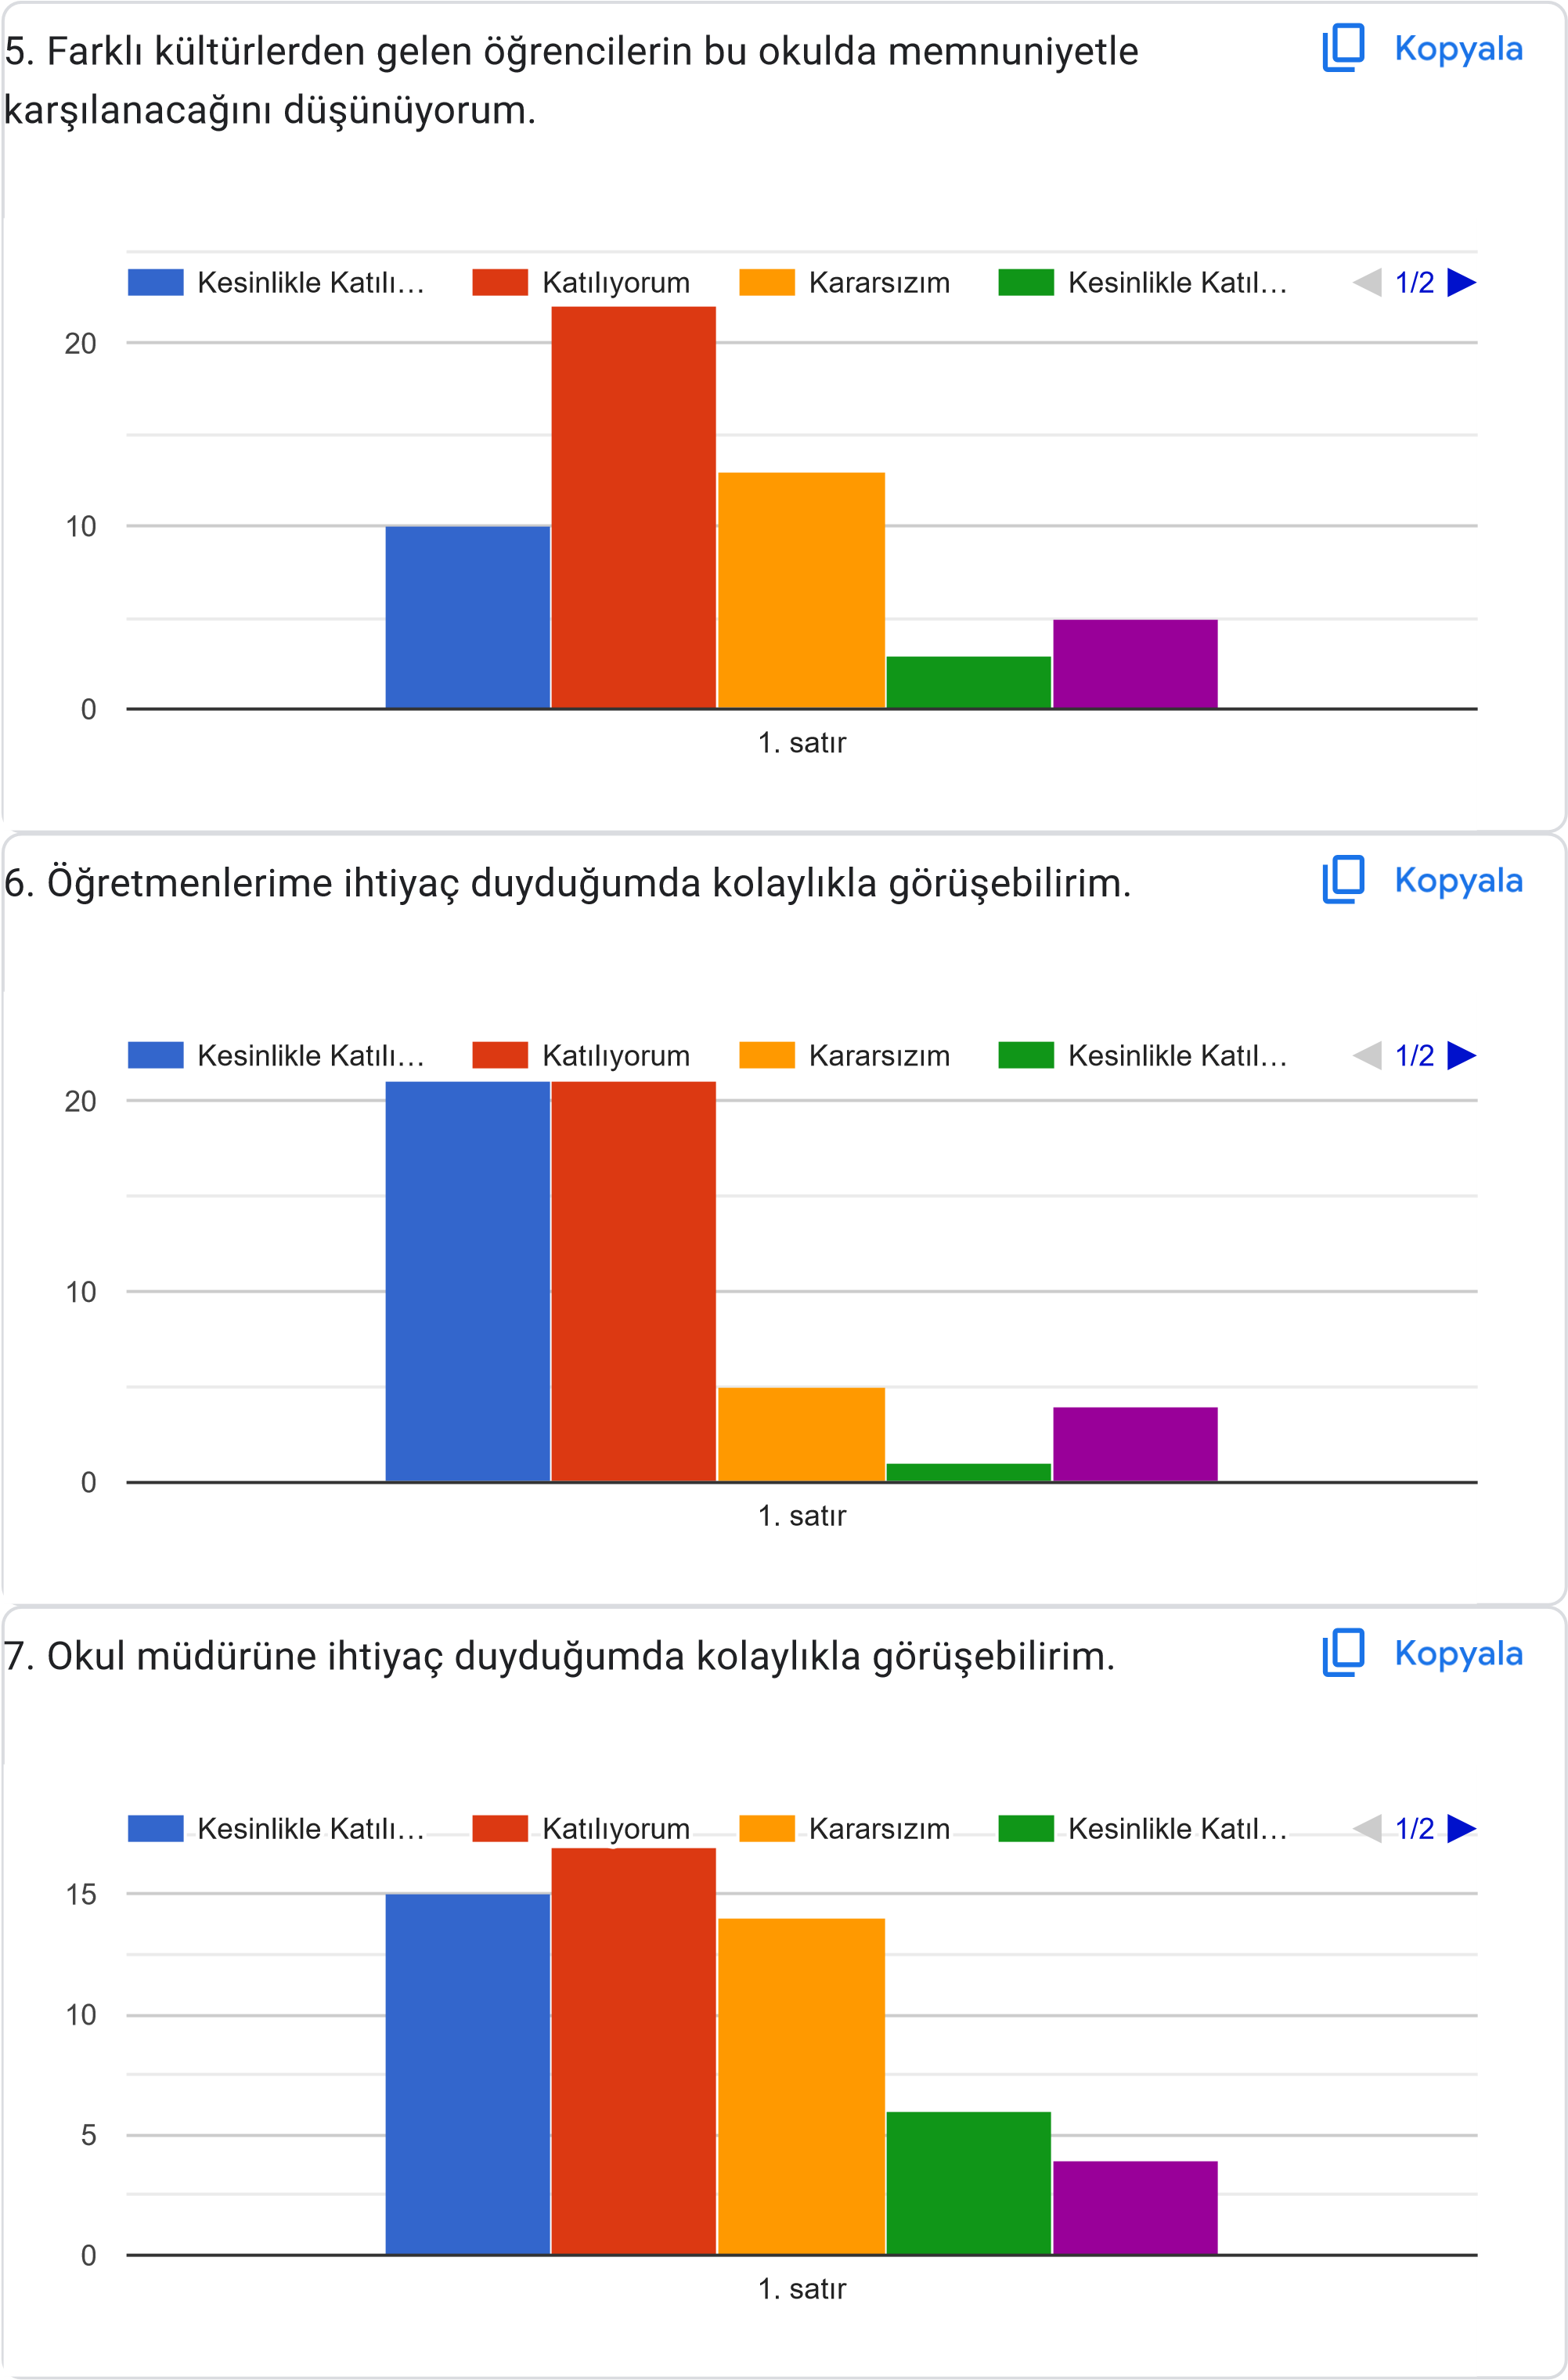 5. Farklı kültürlerden gelen öğrencilerin bu okulda memnuniyetle
karşılanacağını düşünüyorum.
Kopyala
Kesinlikle Katılı… Katılıyorum Kararsızım Kesinlikle Katıl… 1/2
20
10
0
1. satır
6. Öğretmenlerime ihtiyaç duyduğumda kolaylıkla görüşebilirim.
Kopyala
Kesinlikle Katılı… Katılıyorum Kararsızım Kesinlikle Katıl… 1/2
20
10
0
1. satır
7. Okul müdürüne ihtiyaç duyduğumda kolaylıkla görüşebilirim.
Kopyala
Kesinlikle Katılı… Katılıyorum Kararsızım Kesinlikle Katıl… 1/2
15
10
5
0
1. satır